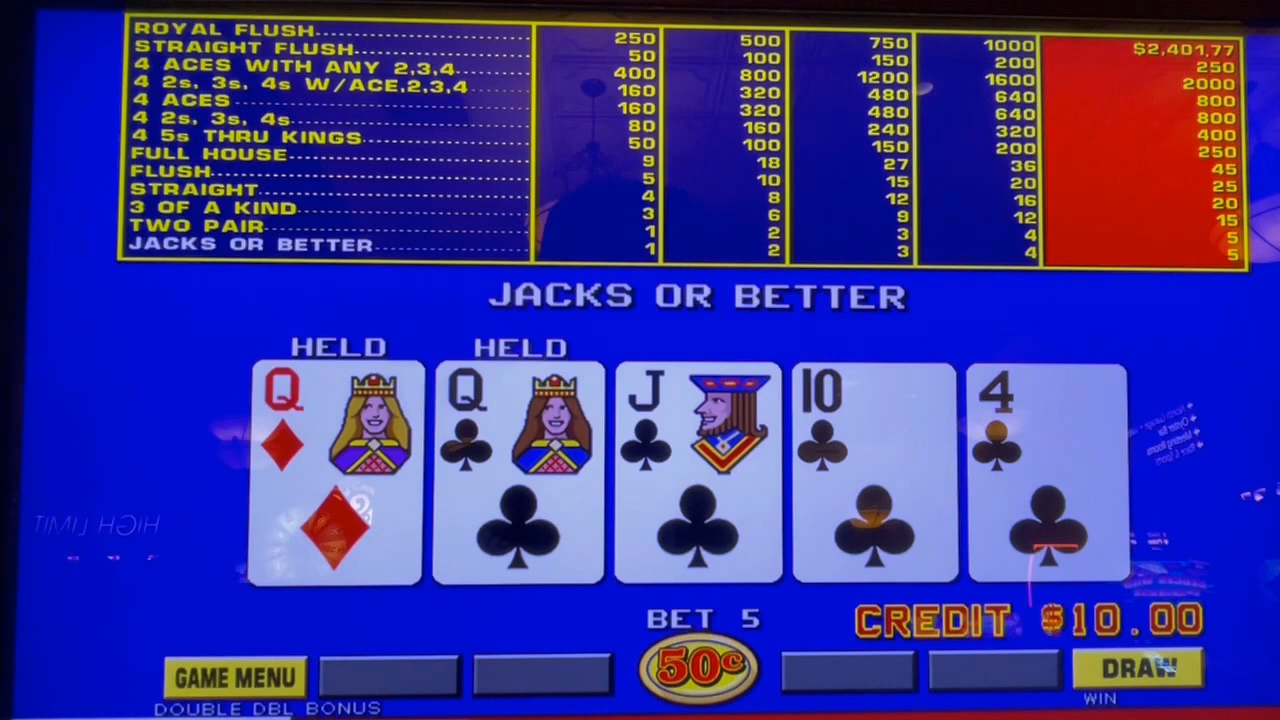 ROYAL FLUSH 250 500 750 1000 $2,401.77
STRAIGHT FLUSH 50 100 150 200 250
4 ACES WITH ANY 2,3,4 400 800 1200 1600 2000
4 2s, 3s, 4s W/ACE,2,3,4 160 320 480 640 800
4 ACES 160 320 480 640 800
4 2s, 3s, 4s 80 160 240 320 400
4 5s THRU KINGS 50 100 150 200 250
FULL HOUSE 9 18 27 36 45
FLUSH 5 10 15 20 25
STRAIGHT 4 8 12 16 20
3 OF A KIND 3 6 9 12 15
TWO PAIR 1 2 3 4 5
JACKS OR BETTER 1 2 3 4 5
JACKS OR BETTER
HELD HELD
Q Q J 10 4
BET 5 CREDIT $10.00
GAME MENU 50¢ DRAW
DOUBLE DBL BONUS WIN
HIGH LIMIT